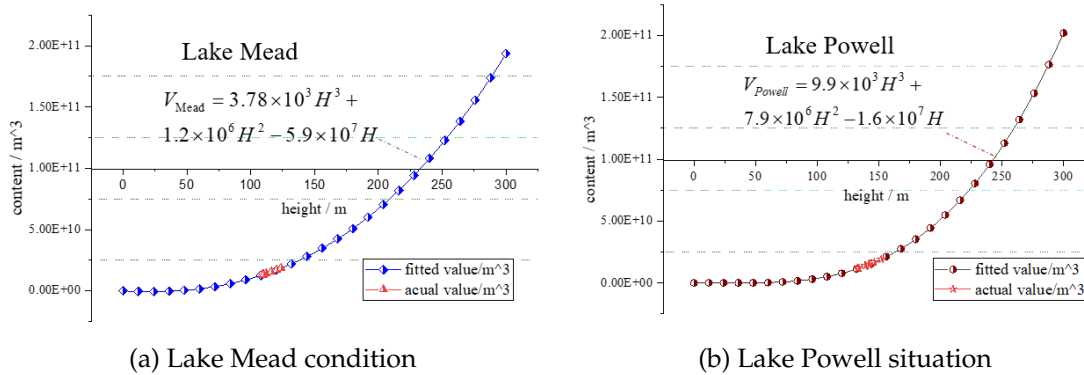 Lake Mead
V_Mead = 3.78×10^3 H^3 +
1.2×10^6 H^2 −5.9×10^7 H
content / m^3
2.00E+11
1.50E+11
1.00E+11
5.00E+10
0.00E+00
0 50 100 150 200 250 300
height / m
fitted value/m^3
acual value/m^3
(a) Lake Mead condition
Lake Powell
V_Powell = 9.9×10^3 H^3 +
7.9×10^6 H^2 −1.6×10^7 H
content / m^3
2.00E+11
1.50E+11
1.00E+11
5.00E+10
0.00E+00
0 50 100 150 200 250 300
height / m
fitted value/m^3
actual value/m^3
(b) Lake Powell situation